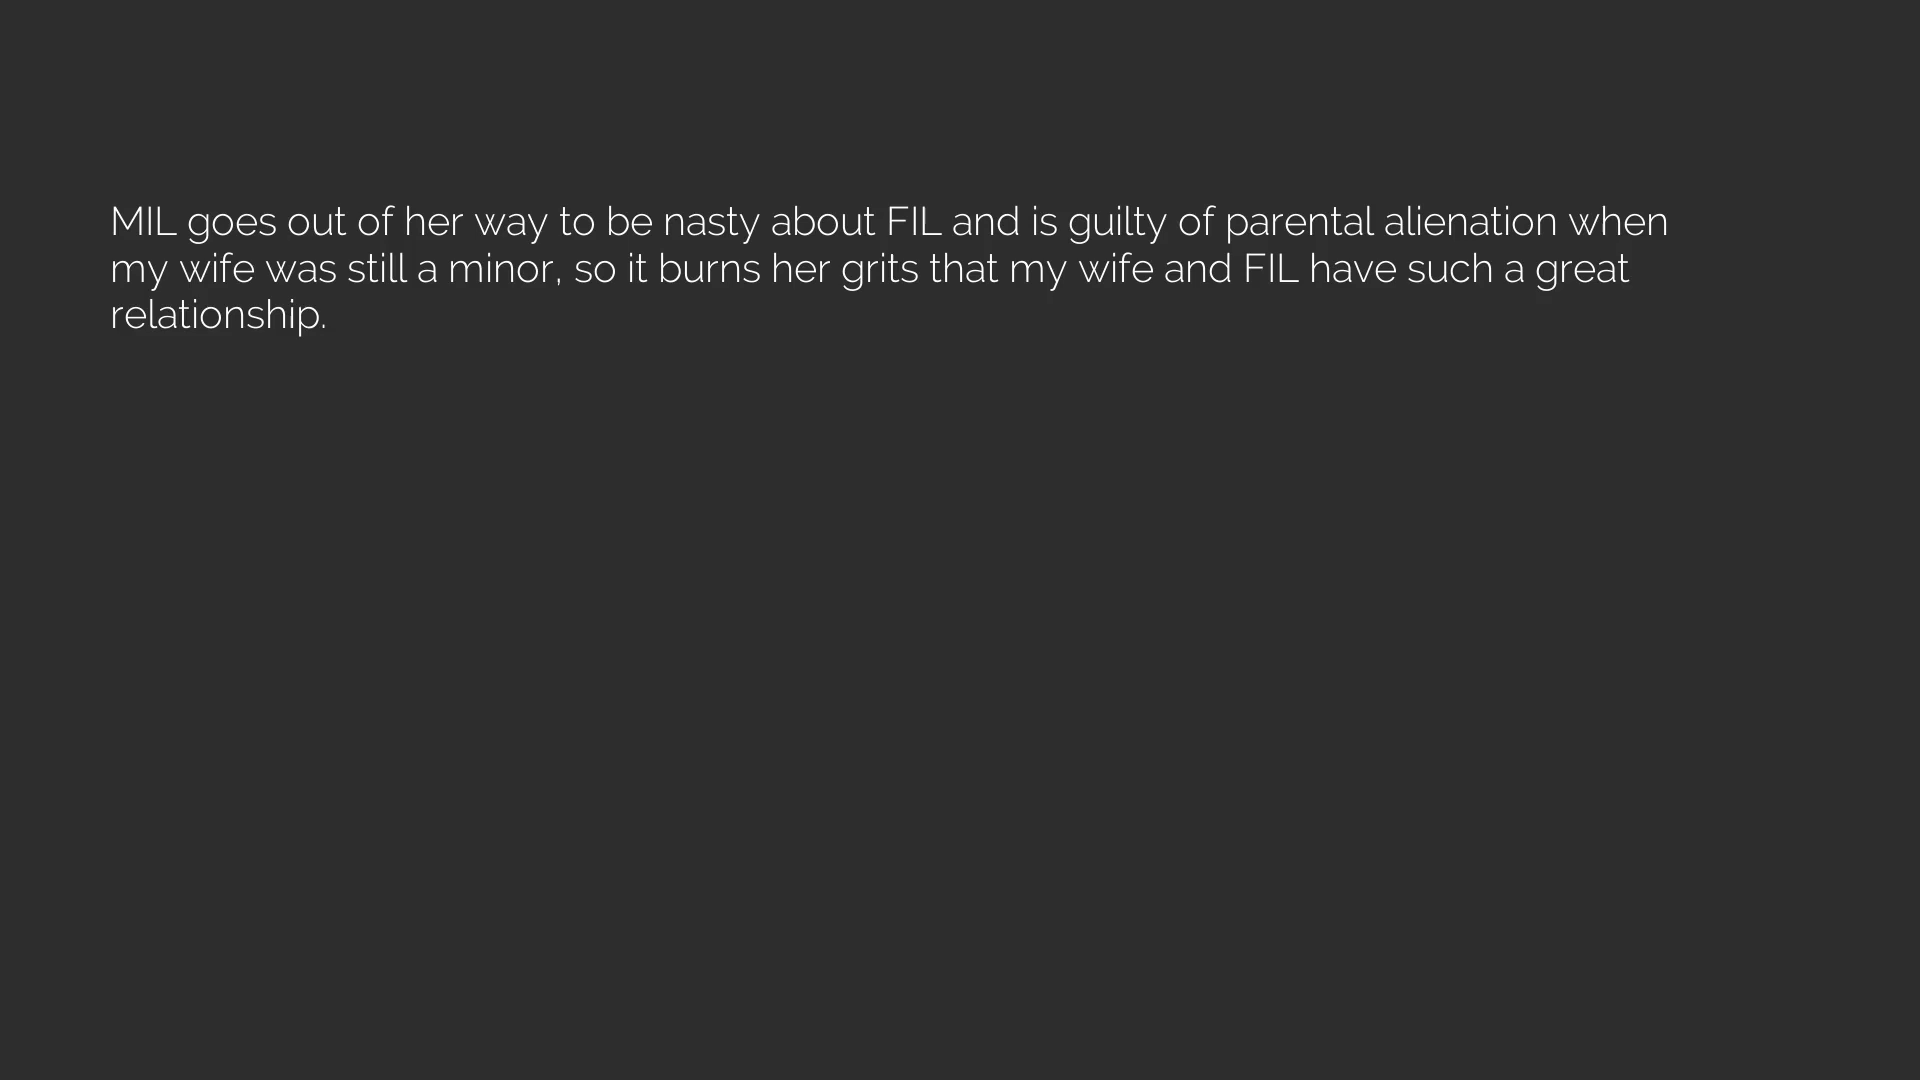 MIL goes out of her way to be nasty about FIL and is guilty of parental alienation when
my wife was still a minor, so it burns her grits that my wife and FIL have such a great
relationship.